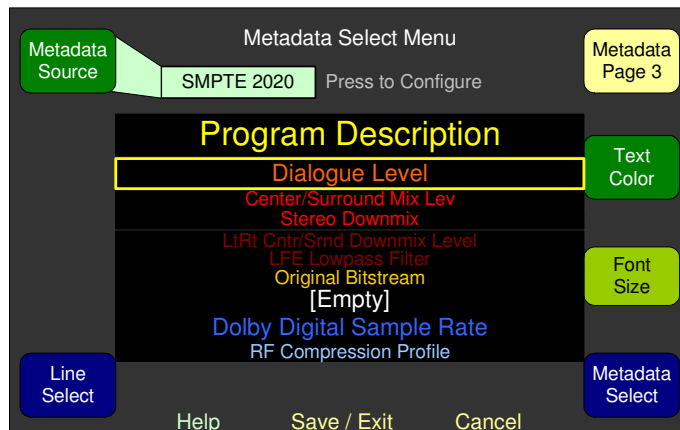 Metadata Select Menu
Metadata
Source
SMPTE 2020
Press to Configure
Metadata
Page 3
Program Description
Dialogue Level
Center/Surround Mix Lev
Stereo Downmix
LtRt Cntr/Srnd Downmix Level
LFE Lowpass Filter
Original Bitstream
[Empty]
Dolby Digital Sample Rate
RF Compression Profile
Text
Color
Font
Size
Line
Select
Metadata
Select
Help
Save / Exit
Cancel